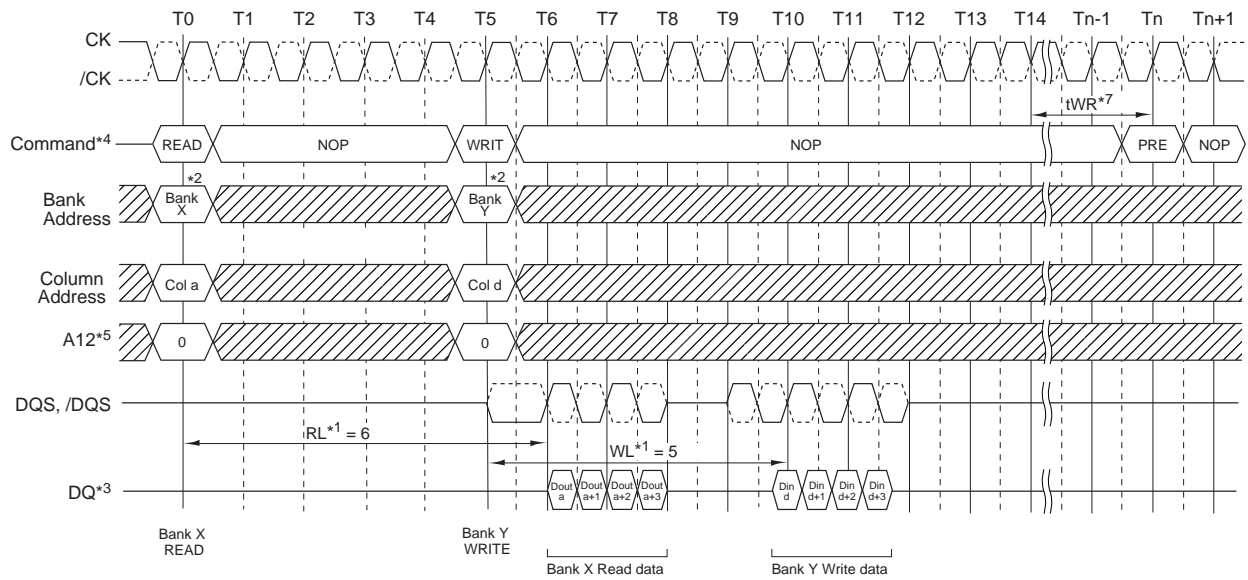 T0 T1 T2 T3 T4 T5 T6 T7 T8 T9 T10 T11 T12 T13 T14 Tn-1 Tn Tn+1
CK
/CK
tWR*7
Command*4 READ NOP WRIT NOP PRE NOP
*2 *2
Bank Address Bank X Bank Y
Column Address Col a Col d
A12*5 0 0
DQS, /DQS
RL*1 = 6
WL*1 = 5
DQ*3 Dout a Dout a+1 Dout a+2 Dout a+3 Din d Din d+1 Din d+2 Din d+3
Bank X READ Bank Y WRITE
Bank X Read data Bank Y Write data